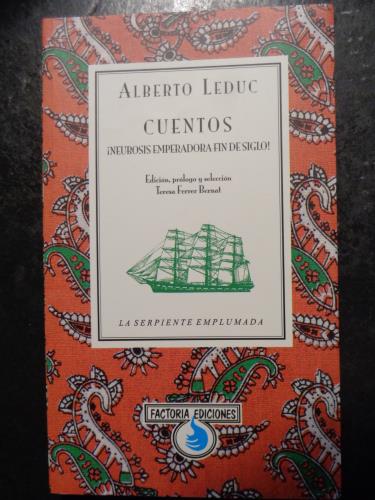 ALBERTO LEDUC
CUENTOS
¡NEUROSIS EMPERADORA FIN DE SIGLO!
Edición, prólogo y selección
Teresa Ferrer Bernat
LA SERPIENTE EMPLUMADA
FACTORIA EDICIONES